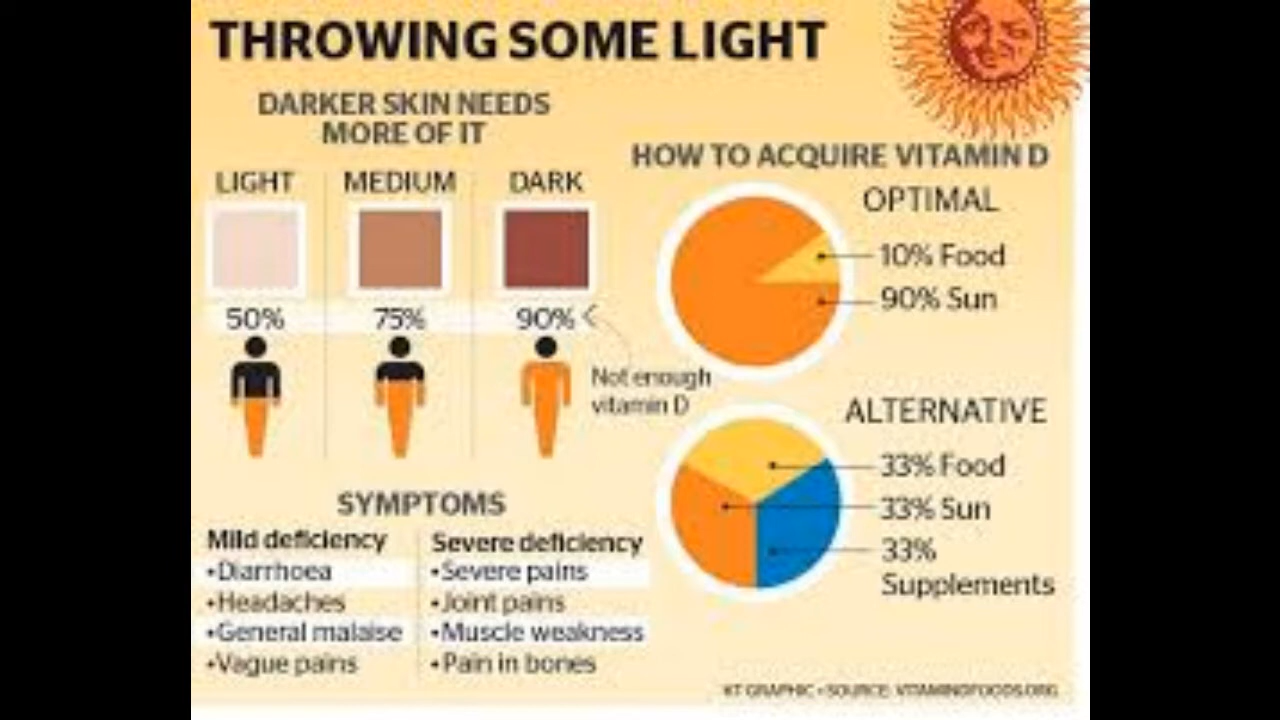 THROWING SOME LIGHT
DARKER SKIN NEEDS
MORE OF IT
LIGHT MEDIUM DARK
50% 75% 90%
Not enough
vitamin D
SYMPTOMS
Mild deficiency
•Diarrhoea
•Headaches
•General malaise
•Vague pains
Severe deficiency
•Severe pains
•Joint pains
•Muscle weakness
•Pain in bones
HOW TO ACQUIRE VITAMIN D
OPTIMAL
10% Food
90% Sun
ALTERNATIVE
33% Food
33% Sun
33%
Supplements
KT GRAPHIC • SOURCE: VITAMINDFOODS.ORG